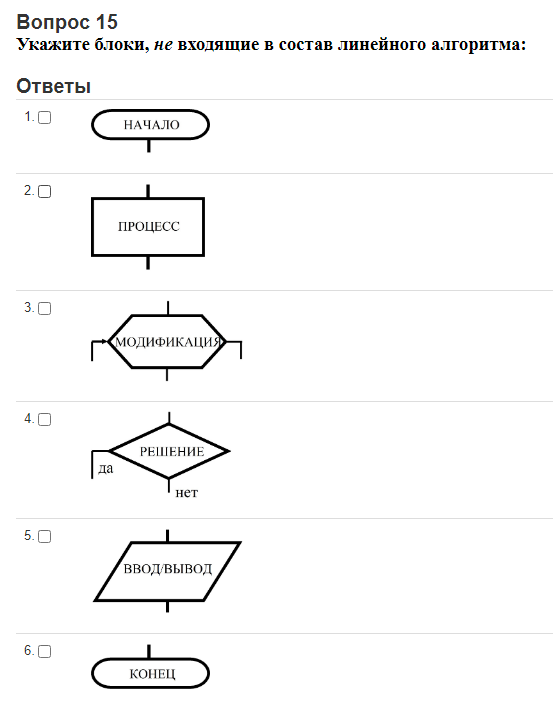 Вопрос 15
Укажите блоки, не входящие в состав линейного алгоритма:
Ответы
1.
НАЧАЛО
2.
ПРОЦЕСС
3.
МОДИФИКАЦИЯ
4.
РЕШЕНИЕ
да
нет
5.
ВВОД/ВЫВОД
6.
КОНЕЦ